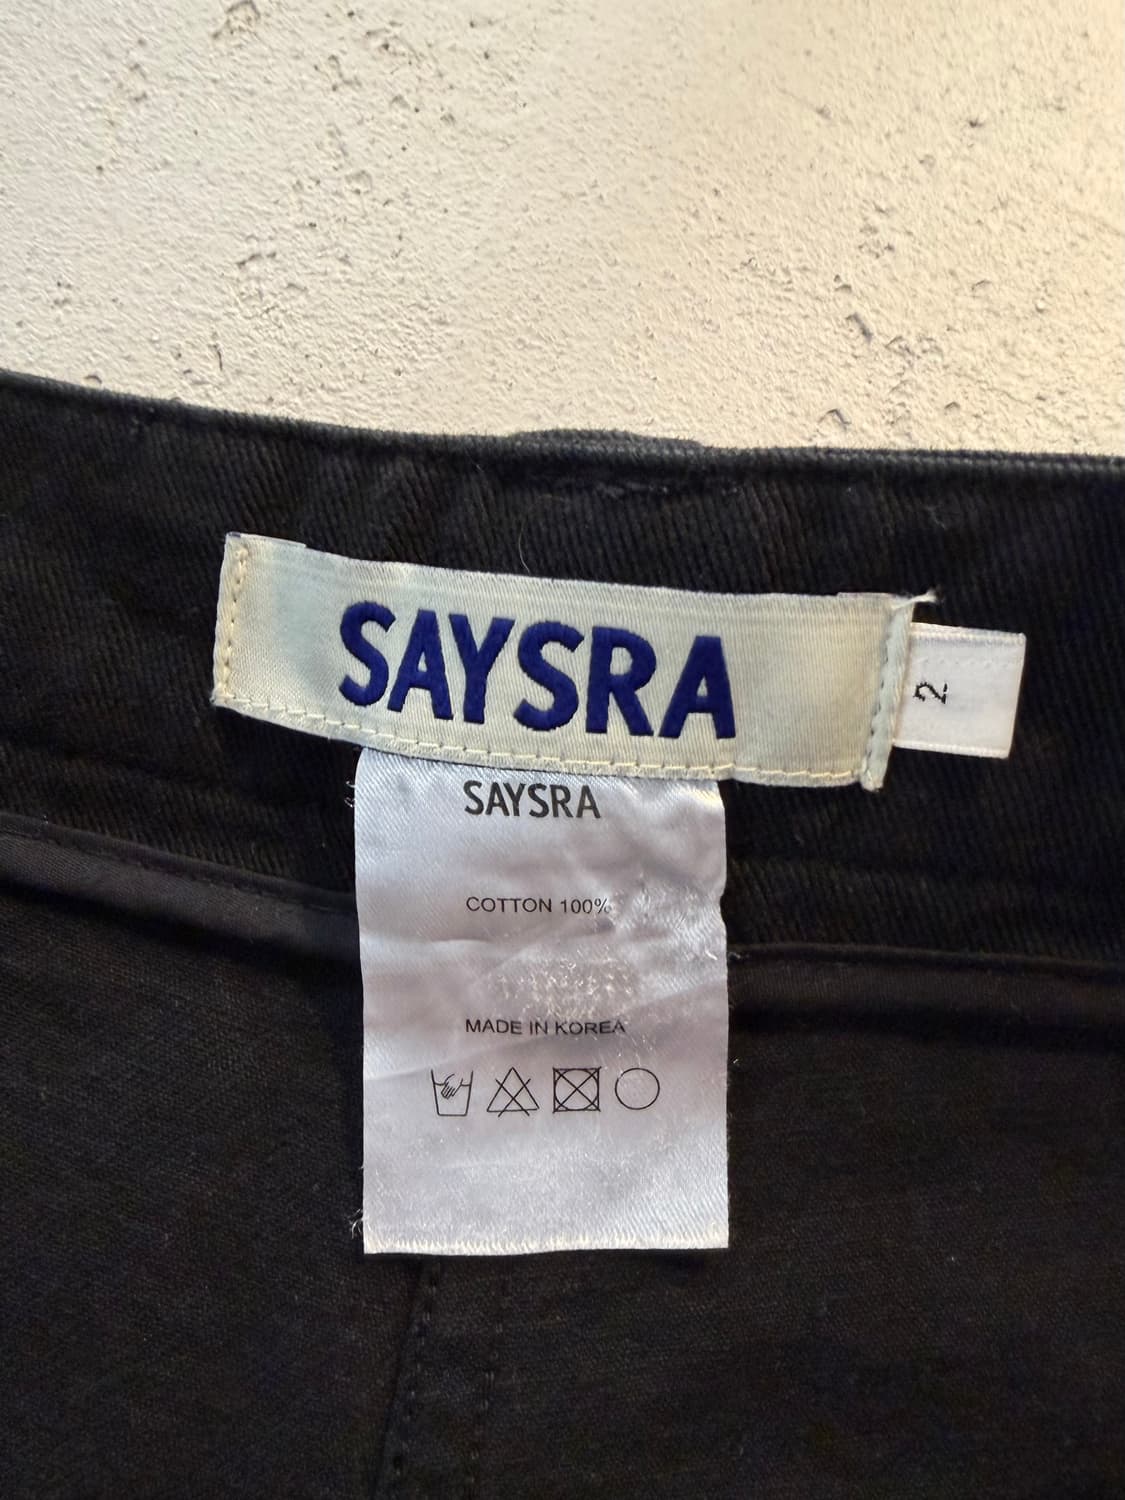 SAYSRA
2
SAYSRA
COTTON 100%
MADE IN KOREA